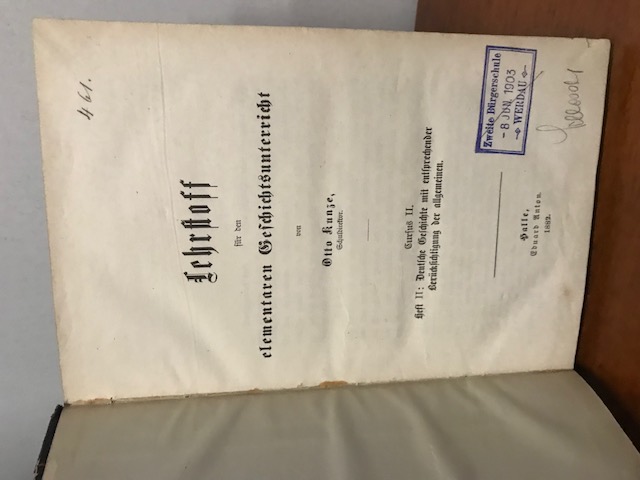 461.
Lehrstoff
für den
elementaren Geschichtsunterricht
von
Otto Kunze,
Schuldirektor.
Cursus II.
Heft II: Deutsche Geschichte mit entsprechender
Berücksichtigung der allgemeinen.
Halle,
Eduard Anton.
1882.
Zweite Bürgerschule
- 8 JUN. 1903
WERDAU